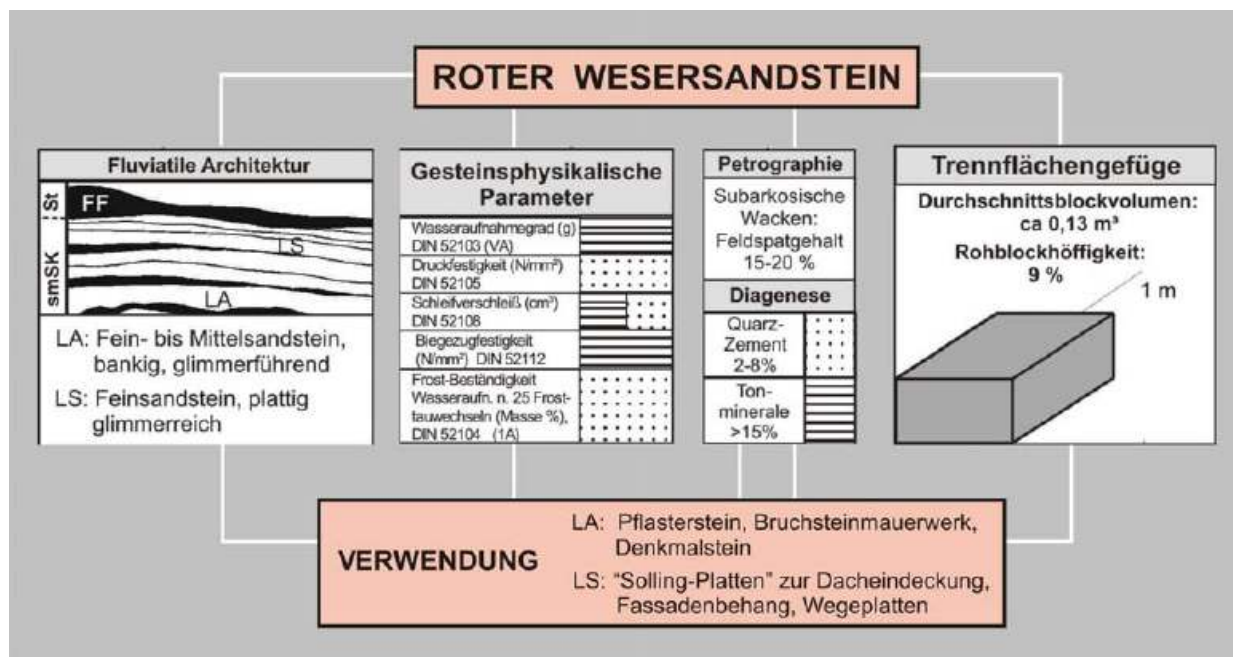 ROTER WESERSANDSTEIN
Fluviatile Architektur
St
FF
LS
smSK
LA
LA: Fein- bis Mittelsandstein,
bankig, glimmerführend
LS: Feinsandstein, plattig
glimmerreich
Gesteinsphysikalische
Parameter
Wasseraufnahmegrad (g)
DIN 52103 (VA)
Druckfestigkeit (N/mm²)
DIN 52105
Schleifverschleiß (cm³)
DIN 52108
Biegezugfestigkeit
(N/mm²) DIN 52112
Frost-Beständigkeit
Wasseraufn. n. 25 Frost-
tauwechseln (Masse %),
DIN 52104 (1A)
Petrographie
Subarkosische
Wacken:
Feldspatgehalt
15-20 %
Diagenese
Quarz-
Zement
2-8%
Ton-
minerale
>15%
Trennflächengefüge
Durchschnittsblockvolumen:
ca 0,13 m³
Rohblockhöffigkeit:
9 %
1 m
VERWENDUNG
LA: Pflasterstein, Bruchsteinmauerwerk,
Denkmalstein
LS: "Solling-Platten" zur Dacheindeckung,
Fassadenbehang, Wegeplatten